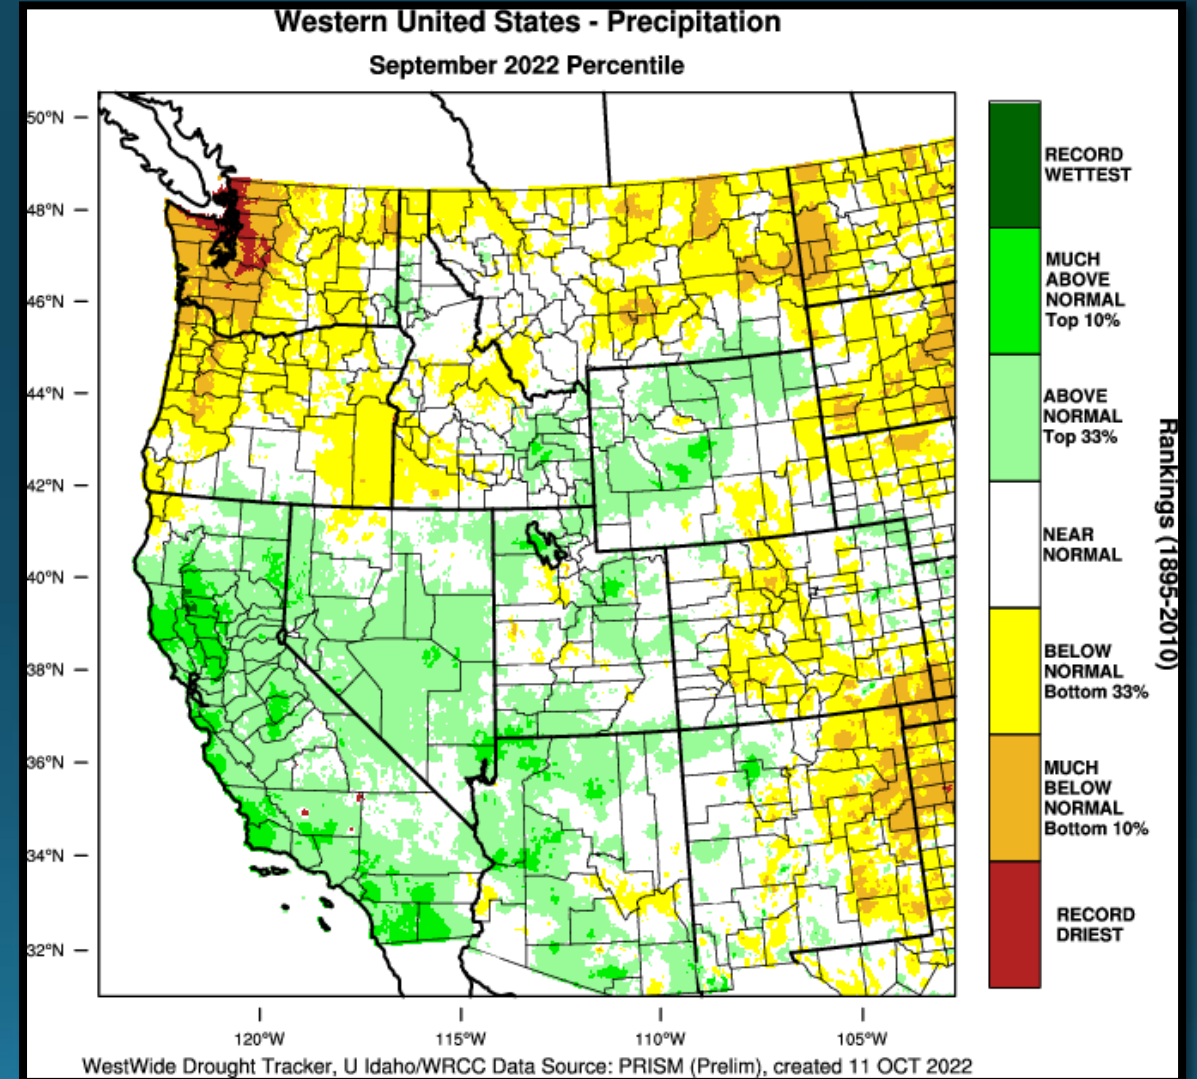 Western United States - Precipitation
September 2022 Percentile
50°N
48°N
46°N
44°N
42°N
40°N
38°N
36°N
34°N
32°N
120°W
115°W
110°W
105°W
RECORD
WETTEST
MUCH
ABOVE
NORMAL
Top 10%
ABOVE
NORMAL
Top 33%
NEAR
NORMAL
BELOW
NORMAL
Bottom 33%
MUCH
BELOW
NORMAL
Bottom 10%
RECORD
DRIEST
Rankings (1895-2010)
WestWide Drought Tracker, U Idaho/WRCC Data Source: PRISM (Prelim), created 11 OCT 2022